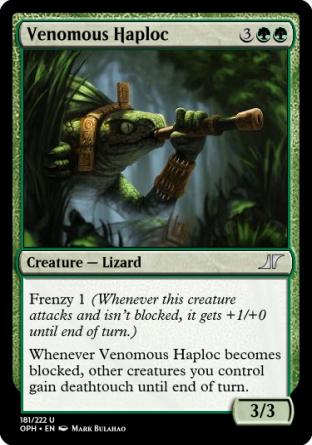 Venomous Haploc 3
Creature — Lizard
Frenzy 1 (Whenever this creature
attacks and isn't blocked, it gets +1/+0
until end of turn.)
Whenever Venomous Haploc becomes
blocked, other creatures you control
gain deathtouch until end of turn.
3/3
181/222 U
OPH • EN Mark Bulahao